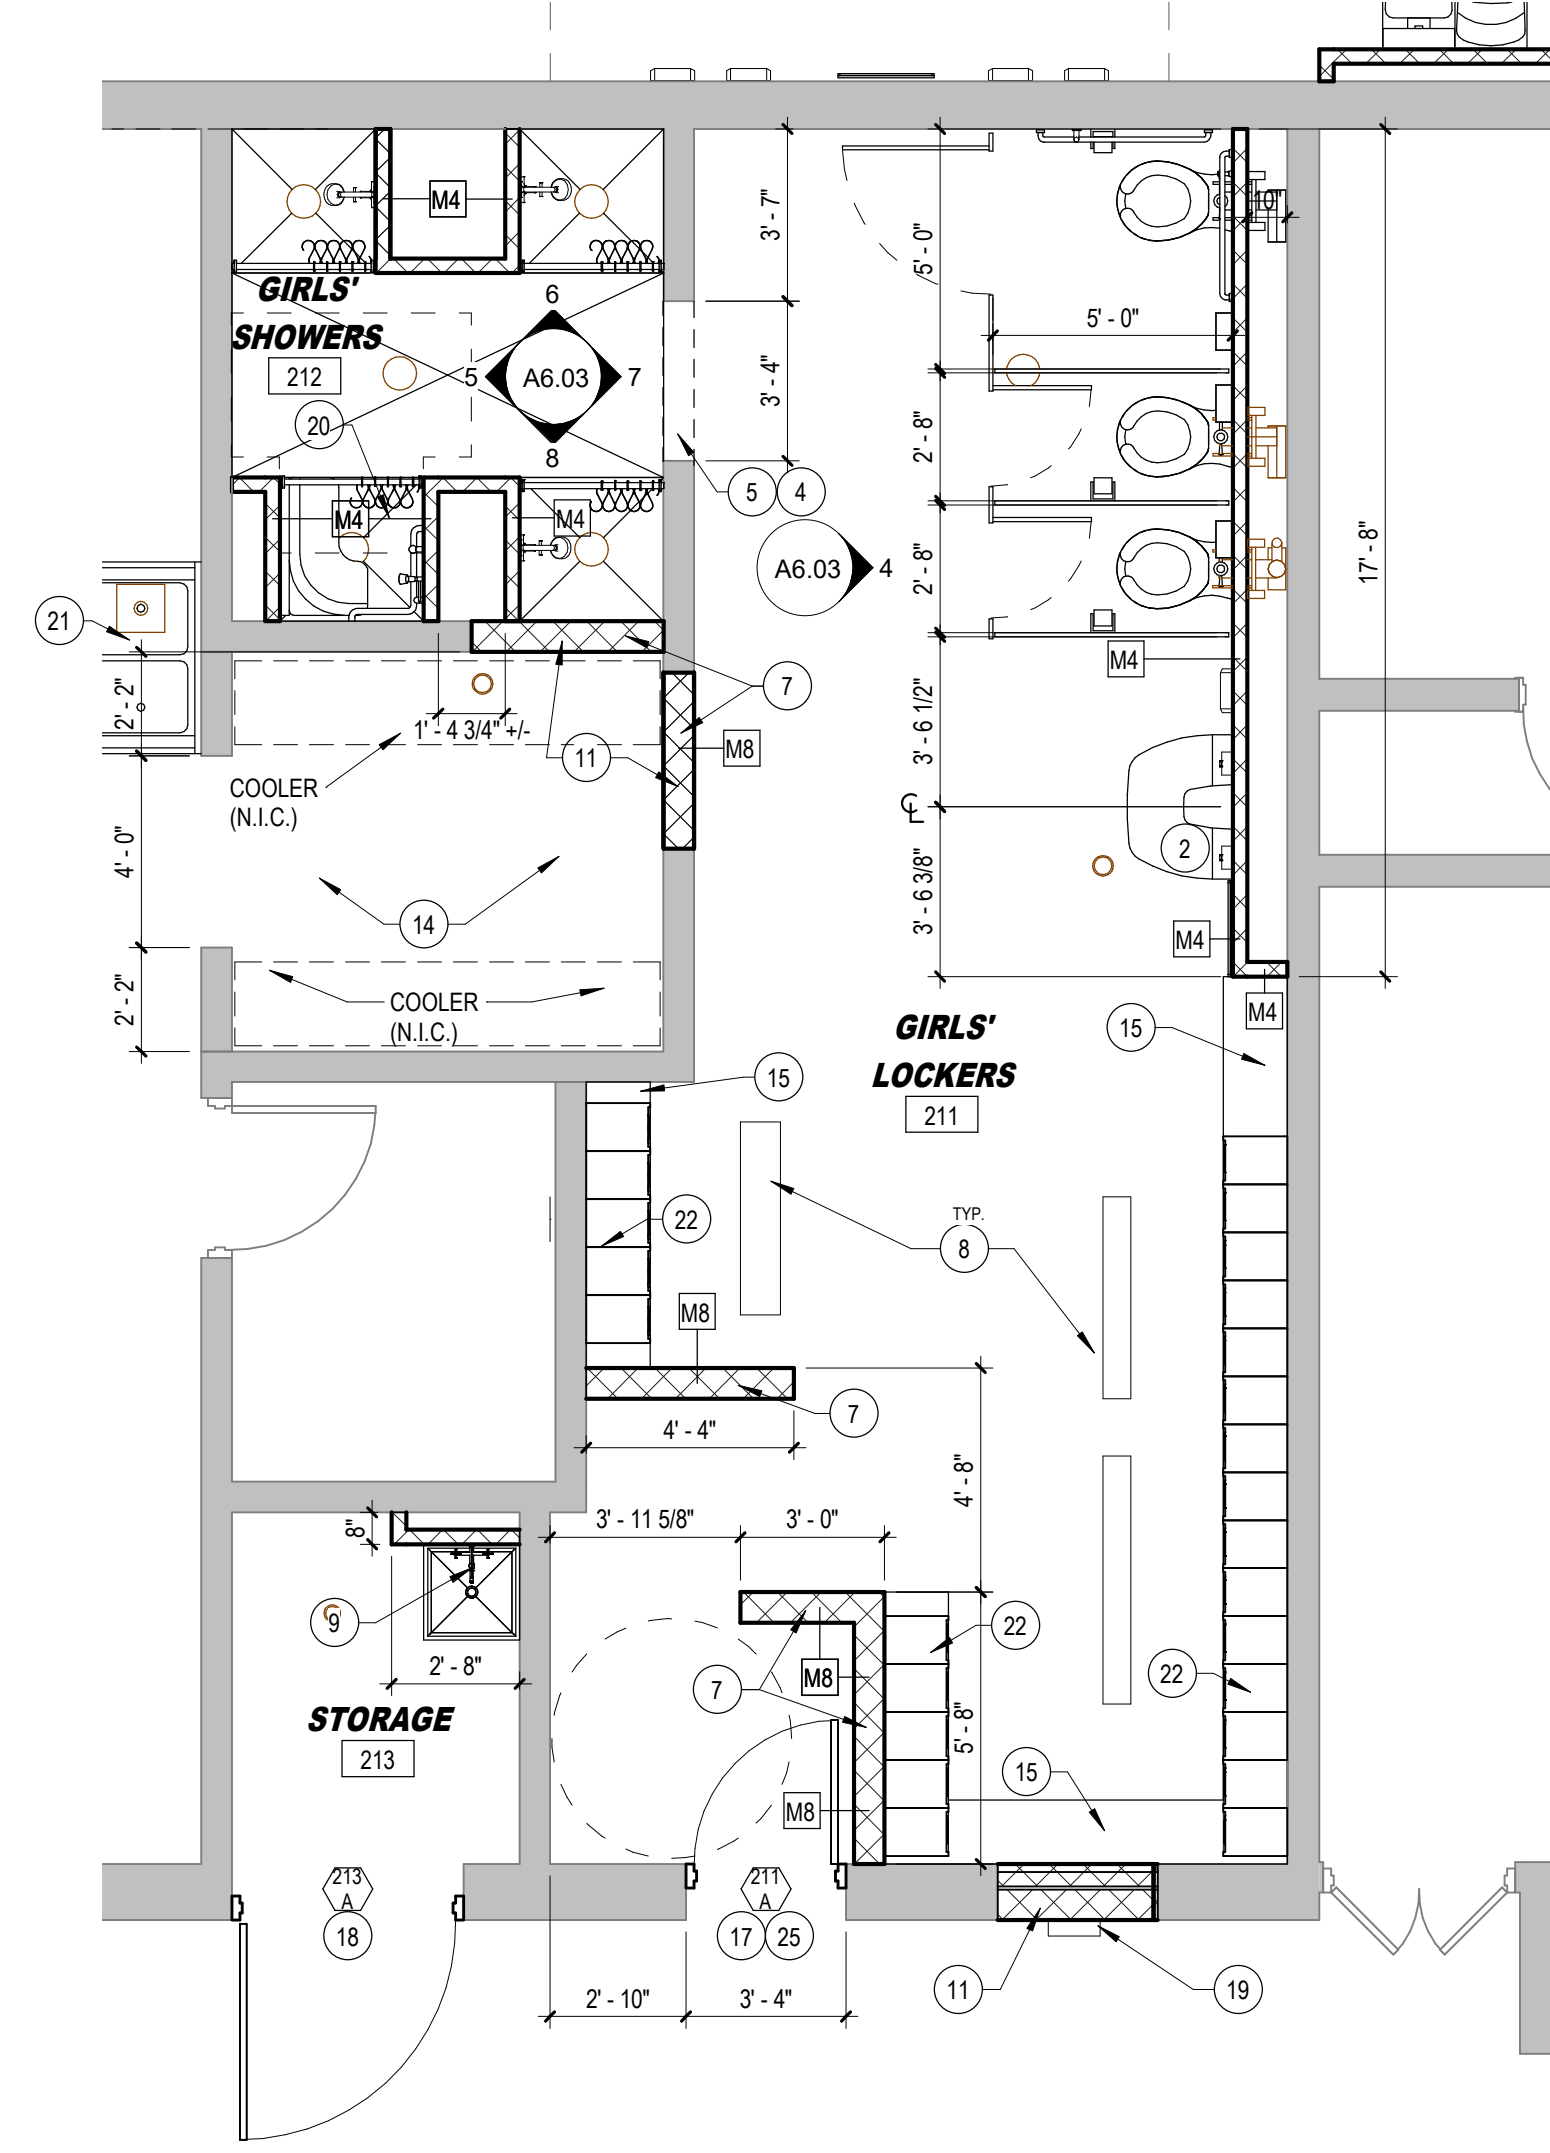 M4
10"
3' - 7"
5' - 0"
GIRLS'
SHOWERS
212
6
5
A6.03
7
8
5' - 0"
3' - 4"
20
2' - 8"
M4
M4
5
4
A6.03
4
2' - 8"
17' - 8"
21
M4
2' - 2"
7
1' - 4 3/4" +/-
M8
11
3' - 6 1/2"
COOLER
(N.I.C.)
℄
4' - 0"
2
3' - 6 3/8"
14
M4
2' - 2"
COOLER
(N.I.C.)
M4
GIRLS'
LOCKERS
211
15
15
22
TYP.
8
M8
7
4' - 4"
4' - 8"
8"
3' - 11 5/8"
3' - 0"
9
22
2' - 8"
M8
7
22
STORAGE
213
5' - 8"
15
M8
213
A
18
211
A
17
25
11
19
2' - 10"
3' - 4"